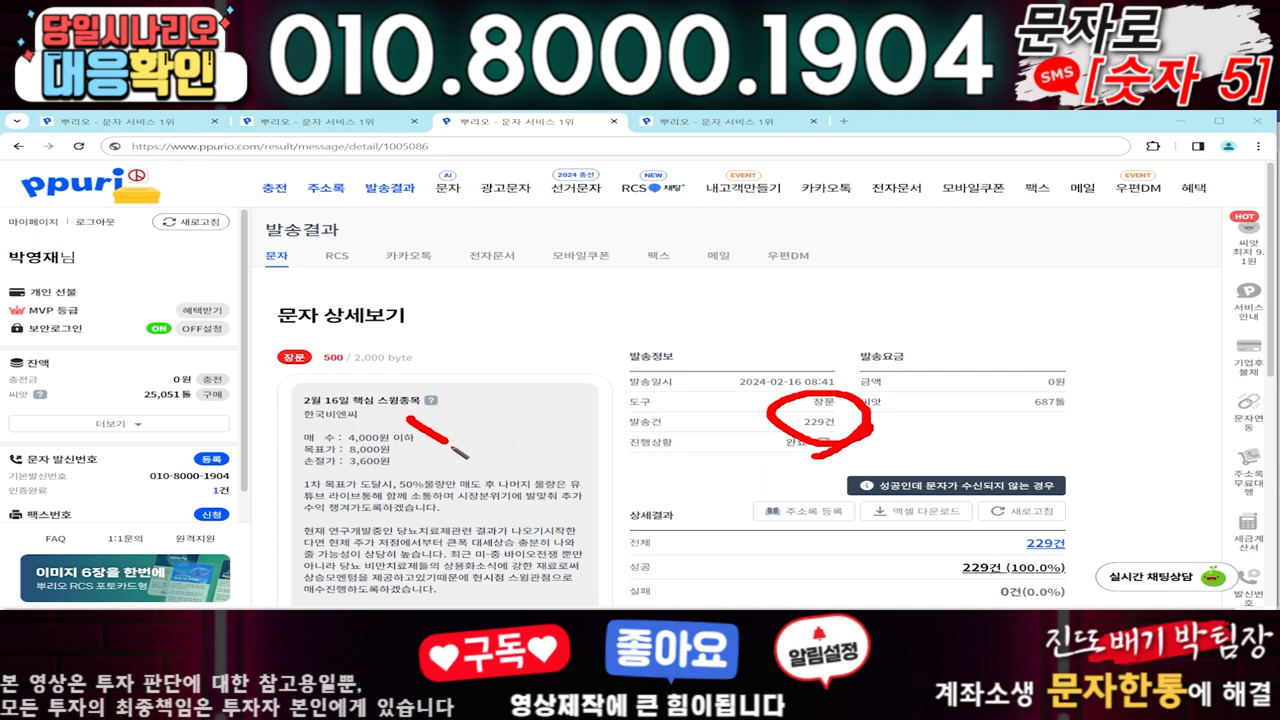 당일시나리오
대응확인
010.8000.1904
문자로
SMS
[숫자 5]
뿌리오 - 문자 서비스 1위
뿌리오 - 문자 서비스 1위
뿌리오 - 문자 서비스 1위
뿌리오 - 문자 서비스 1위
https://www.ppurio.com/result/message/detail/1005086
ppurio
충전
주소록
발송결과
AI
문자
광고문자
2024 총선
선거문자
NEW
RCS 채팅+
EVENT
내고객만들기
카카오톡
전자문서
모바일쿠폰
팩스
메일
EVENT
우편DM
혜택
마이페이지 | 로그아웃
새로고침
박영재님
개인 선불
MVP 등급
혜택받기
보안로그인
ON
OFF설정
잔액
충전금
0원
충전
씨앗 ?
25,051톨
구매
더보기
문자 발신번호
등록
기본발신번호
010-8000-1904
인증완료
1건
팩스번호
신청
FAQ
1:1문의
원격지원
이미지 6장을 한번에
뿌리오 RCS 포토카드형
발송결과
문자
RCS
카카오톡
전자문서
모바일쿠폰
팩스
메일
우편DM
문자 상세보기
장문
500 / 2,000 byte
2월 16일 핵심 스윙종목 ?
한국비엔씨
매 수 : 4,000원 이하
목표가 : 8,000원
손절가 : 3,600원
1차 목표가 도달시, 50%물량만 매도 후 나머지 물량은 유
튜브 라이브통해 함께 소통하며 시장분위기에 발맞춰 추가
수익 챙겨가도록하겠습니다.
현재 연구개발중인 당뇨치료제관련 결과가 나오기시작한
다면 현제 주가 저점에서부터 큰폭 대세상승 충분히 나와
줄 가능성이 상당히 높습니다. 최근 미-중 바이오전쟁 뿐만
아니라 당뇨 비만치료제들의 상용화소식에 강한 재료로써
상승모멘텀을 제공하고있기때문에 현시점 스윙관점으로
매수진행하도록하겠습니다.
발송정보
발송일시
2024-02-16 08:41
도구
장문
발송건
229건
진행상황
완료
발송요금
금액
0원
씨앗
687톨
성공인데 문자가 수신되지 않는 경우
상세결과
주소록 등록
엑셀 다운로드
새로고침
전체
229건
성공
229건 (100.0%)
실패
0건(0.0%)
HOT
씨앗
최저 9.
1원
서비스
안내
기업후
불제
문자연
동
주소록
무료대
행
세금계
산서
발신번
호
실시간 채팅상담
본 영상은 투자 판단에 대한 참고용일뿐,
모든 투자의 최종책임은 투자자 본인에게 있습니다
구독
좋아요
알림설정
영상제작에 큰 힘이됩니다
진또배기 박팀장
계좌소생 문자한통에 해결